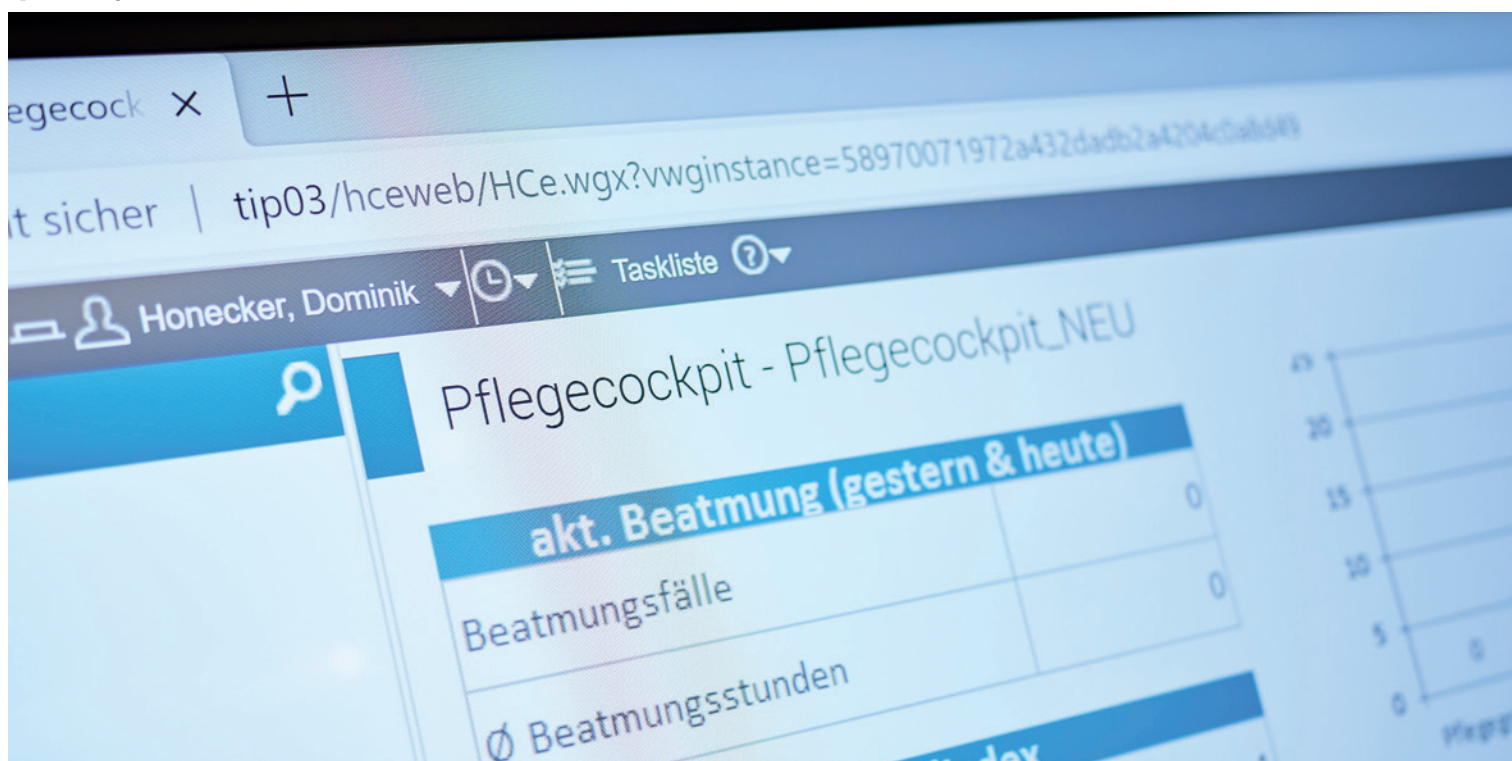 egecock × +
t sicher | tip03/hceweb/HCe.wgx?vwginstance=58970071972a432dadb2a4204c0a8d49
Honecker, Dominik Taskliste ?
Pflegecockpit - Pflegecockpit_NEU
akt. Beatmung (gestern & heute)
Beatmungsfälle 0
Ø Beatmungsstunden 0
25
20
15
10
5 0
0